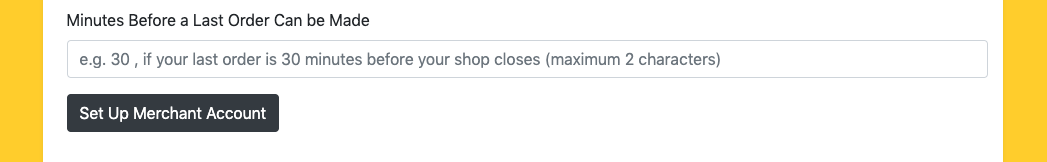 Minutes Before a Last Order Can be Made
e.g. 30 , if your last order is 30 minutes before your shop closes (maximum 2 characters)
Set Up Merchant Account